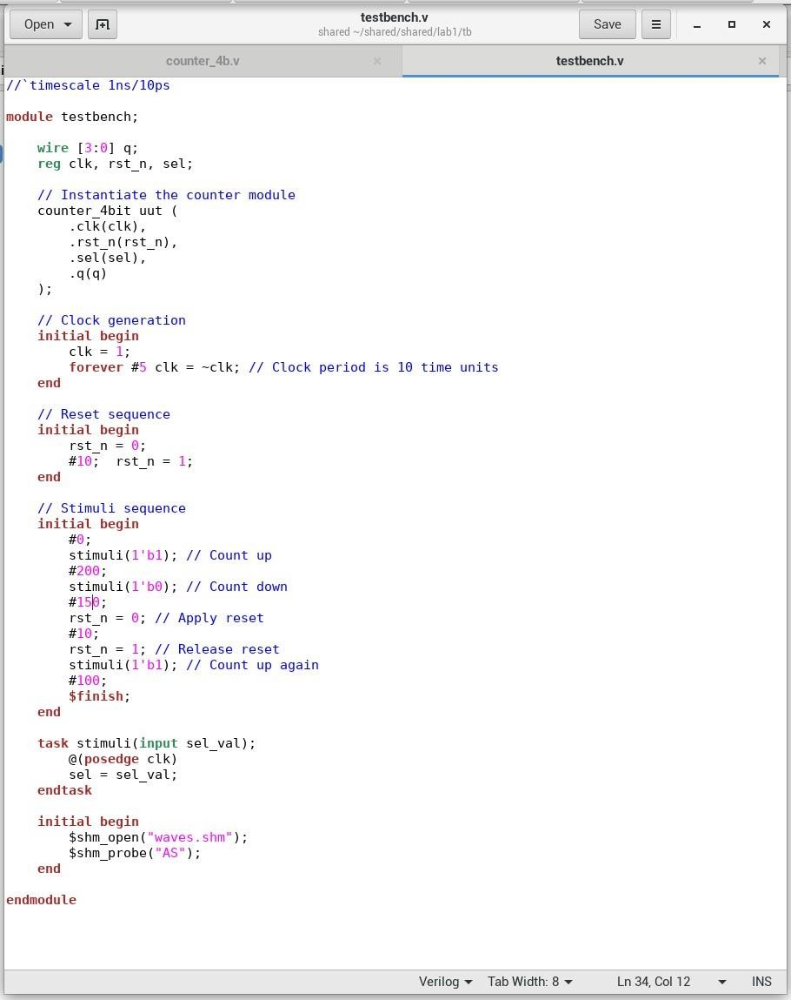 Open
testbench.v
shared ~/shared/shared/lab1/tb
Save
counter_4b.v
testbench.v
//`timescale 1ns/10ps
module testbench;
    wire [3:0] q;
    reg clk, rst_n, sel;
    // Instantiate the counter module
    counter_4bit uut (
        .clk(clk),
        .rst_n(rst_n),
        .sel(sel),
        .q(q)
    );
    // Clock generation
    initial begin
        clk = 1;
        forever #5 clk = ~clk; // Clock period is 10 time units
    end
    // Reset sequence
    initial begin
        rst_n = 0;
        #10;  rst_n = 1;
    end
    // Stimuli sequence
    initial begin
        #0;
        stimuli(1'b1); // Count up
        #200;
        stimuli(1'b0); // Count down
        #150;
        rst_n = 0; // Apply reset
        #10;
        rst_n = 1; // Release reset
        stimuli(1'b1); // Count up again
        #100;
        $finish;
    end
    task stimuli(input sel_val);
        @(posedge clk)
        sel = sel_val;
    endtask
    initial begin
        $shm_open("waves.shm");
        $shm_probe("AS");
    end
endmodule
Verilog Tab Width: 8 Ln 34, Col 12 INS